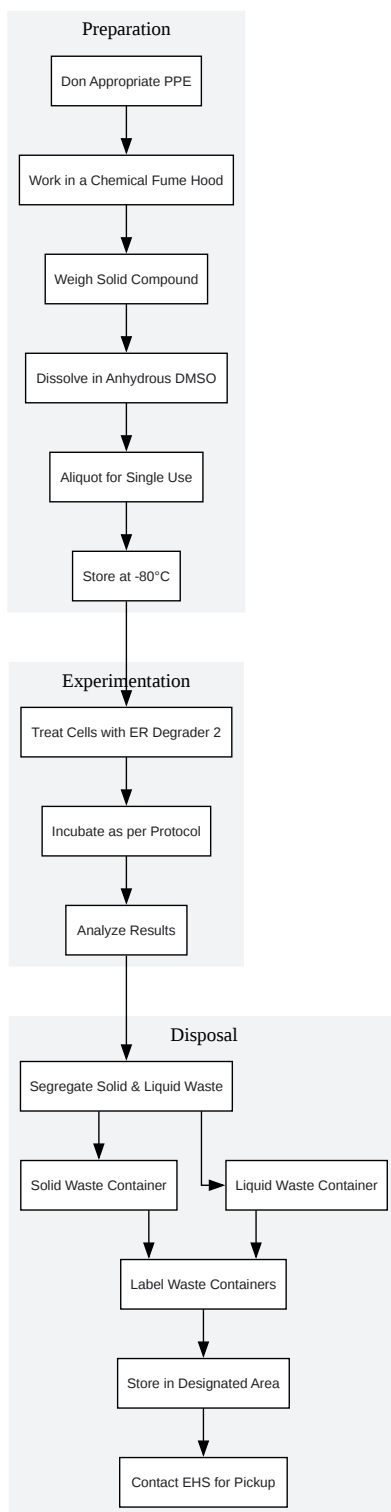 Preparation
Don Appropriate PPE
Work in a Chemical Fume Hood
Weigh Solid Compound
Dissolve in Anhydrous DMSO
Aliquot for Single Use
Store at -80°C
Experimentation
Treat Cells with ER Degrader 2
Incubate as per Protocol
Analyze Results
Disposal
Segregate Solid & Liquid Waste
Solid Waste Container
Liquid Waste Container
Label Waste Containers
Store in Designated Area
Contact EHS for Pickup